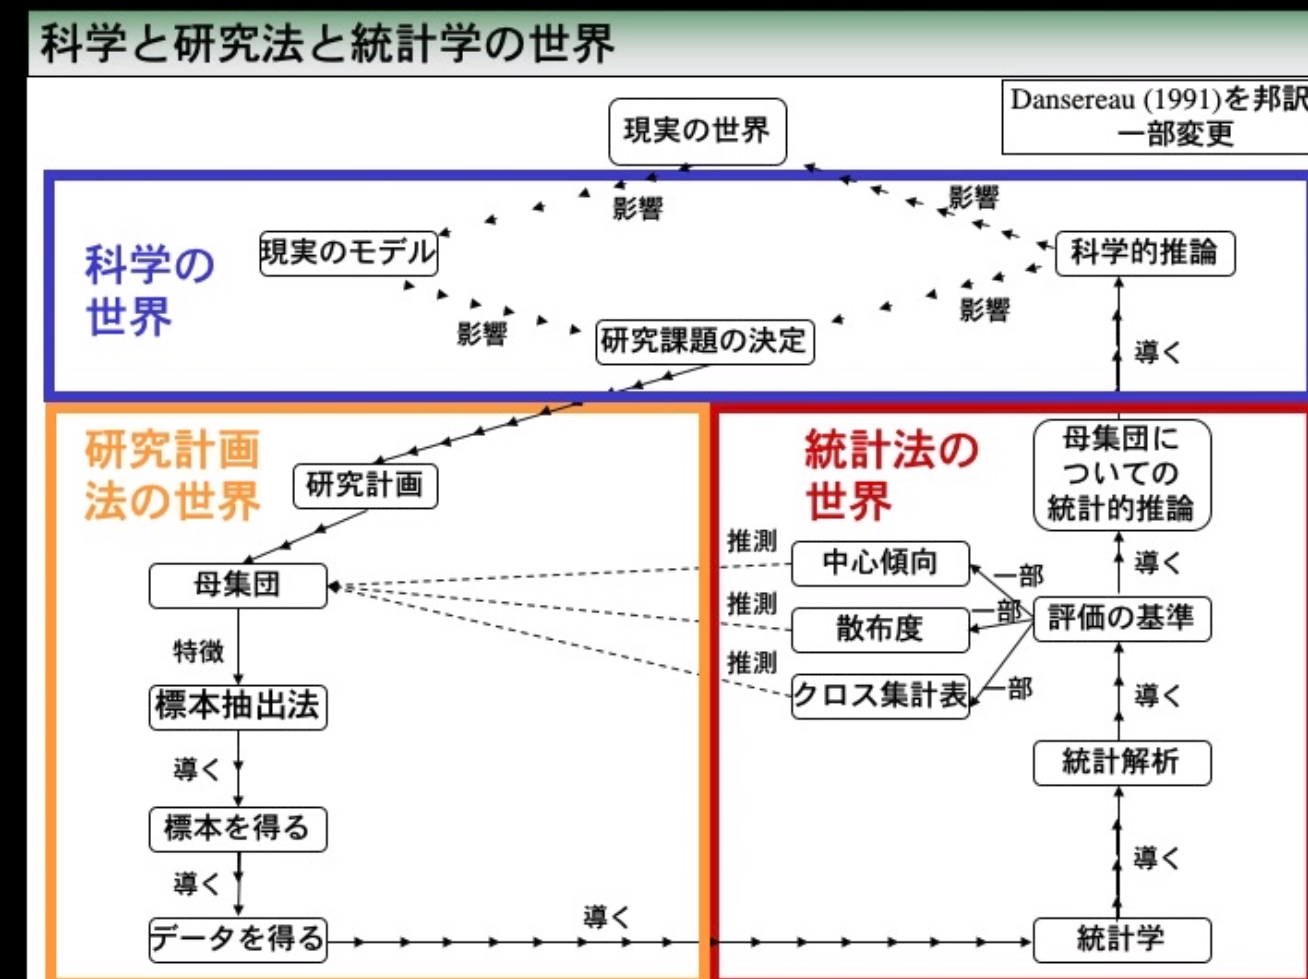 科学と研究法と統計学の世界
Dansereau (1991)を邦訳
一部変更
現実の世界
影響
影響
科学の
世界
現実のモデル
科学的推論
影響
影響
研究課題の決定
導く
研究計画
法の世界
研究計画
統計法の
世界
母集団に
ついての
統計的推論
推測
中心傾向
一部
導く
母集団
推測
散布度
一部
評価の基準
特徴
推測
クロス集計表
一部
導く
標本抽出法
導く
統計解析
標本を得る
導く
導く
データを得る
導く
統計学